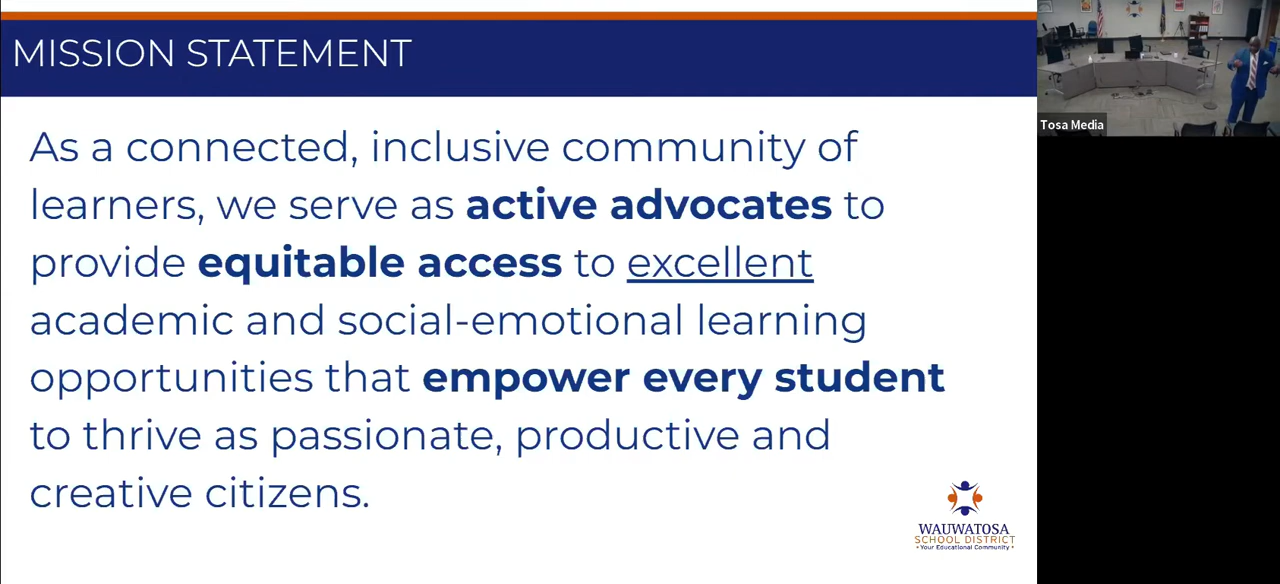 MISSION STATEMENT
As a connected, inclusive community of
learners, we serve as active advocates to
provide equitable access to excellent
academic and social-emotional learning
opportunities that empower every student
to thrive as passionate, productive and
creative citizens.
WAUWATOSA
SCHOOL DISTRICT
• Your Educational Community •
Tosa Media